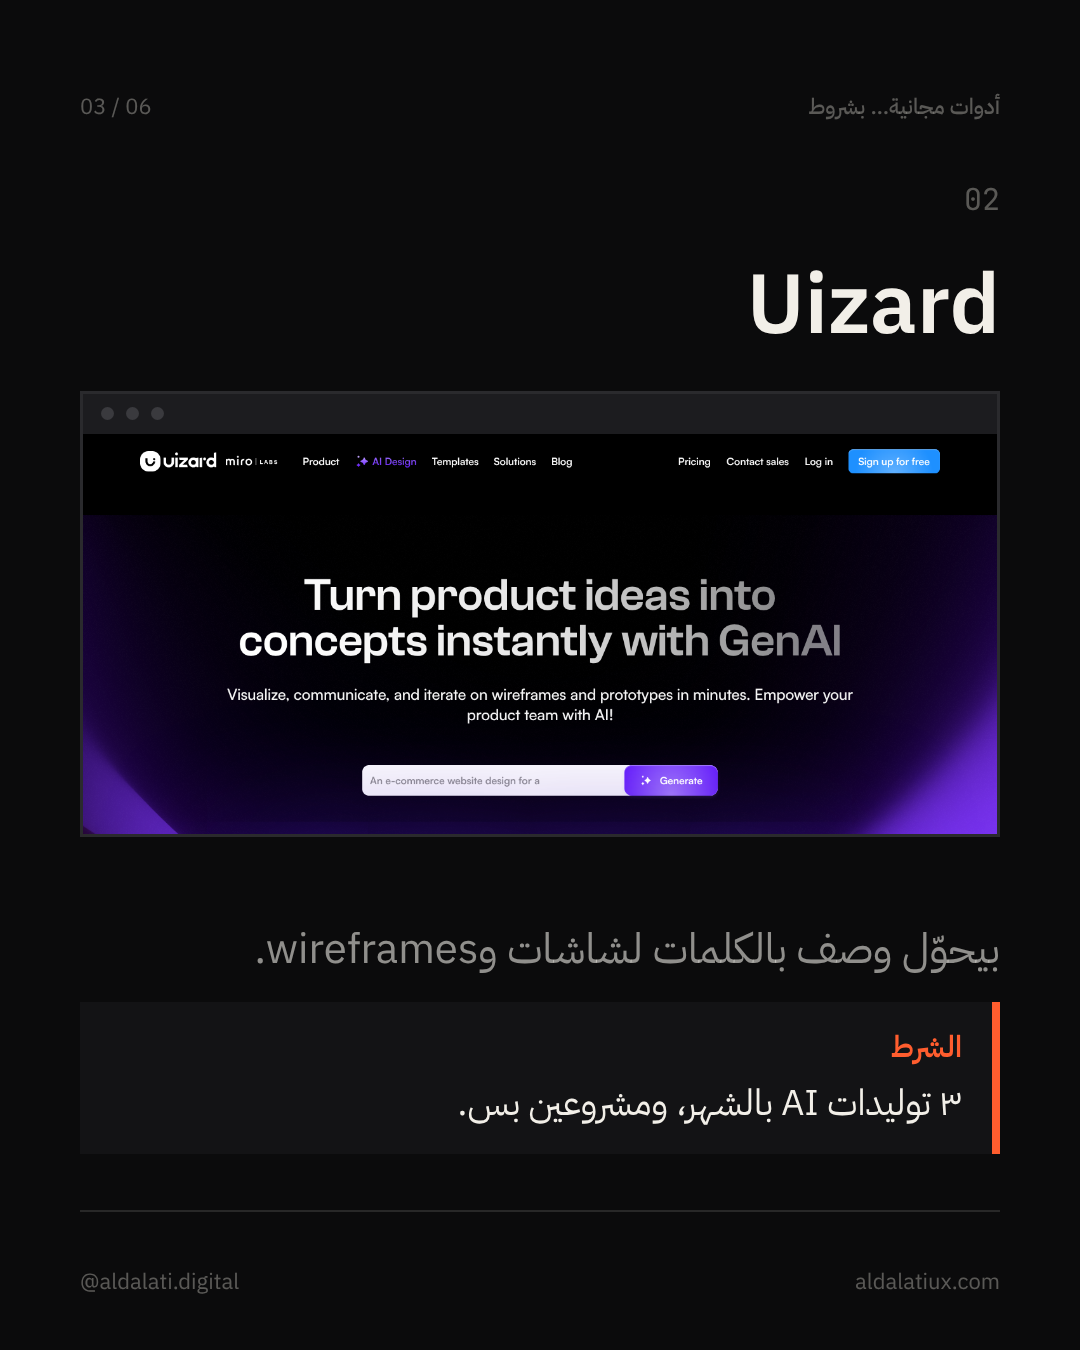 أدوات مجانية... بشروط
03 / 06
02
Uizard
uizard miro | LABS Product AI Design Templates Solutions Blog Pricing Contact sales Log in Sign up for free
Turn product ideas into
concepts instantly with GenAI
Visualize, communicate, and iterate on wireframes and prototypes in minutes. Empower your
product team with AI!
An e-commerce website design for a Generate
بيحوّل وصف بالكلمات لشاشات وwireframes.
الشرط
٣ توليدات AI بالشهر، ومشروعين بس.
@aldalati.digital
aldalatiux.com